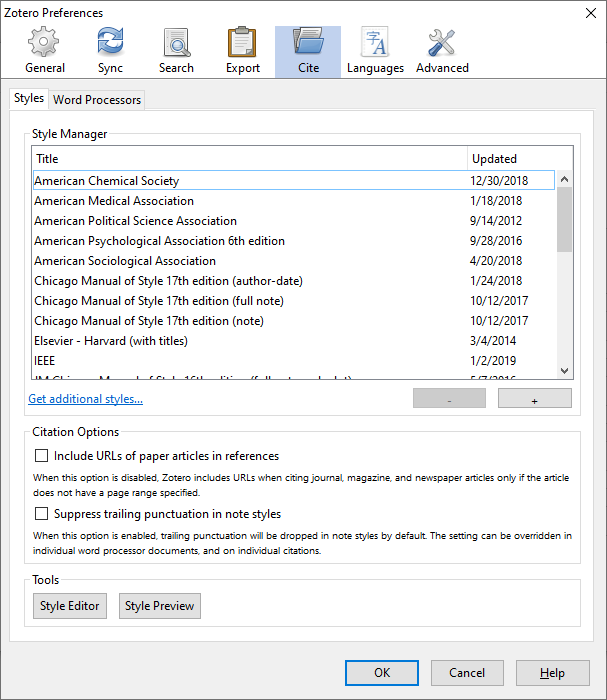 Zotero Preferences
General Sync Search Export Cite Languages Advanced
Styles Word Processors
Style Manager
Title Updated
American Chemical Society 12/30/2018
American Medical Association 1/18/2018
American Political Science Association 9/14/2012
American Psychological Association 6th edition 9/28/2016
American Sociological Association 4/20/2018
Chicago Manual of Style 17th edition (author-date) 1/24/2018
Chicago Manual of Style 17th edition (full note) 10/12/2017
Chicago Manual of Style 17th edition (note) 10/12/2017
Elsevier - Harvard (with titles) 3/4/2014
IEEE 1/2/2019
Get additional styles... - +
Citation Options
Include URLs of paper articles in references
When this option is disabled, Zotero includes URLs when citing journal, magazine, and newspaper articles only if the article
does not have a page range specified.
Suppress trailing punctuation in note styles
When this option is enabled, trailing punctuation will be dropped in note styles by default. The setting can be overridden in
individual word processor documents, and on individual citations.
Tools
Style Editor Style Preview
OK Cancel Help